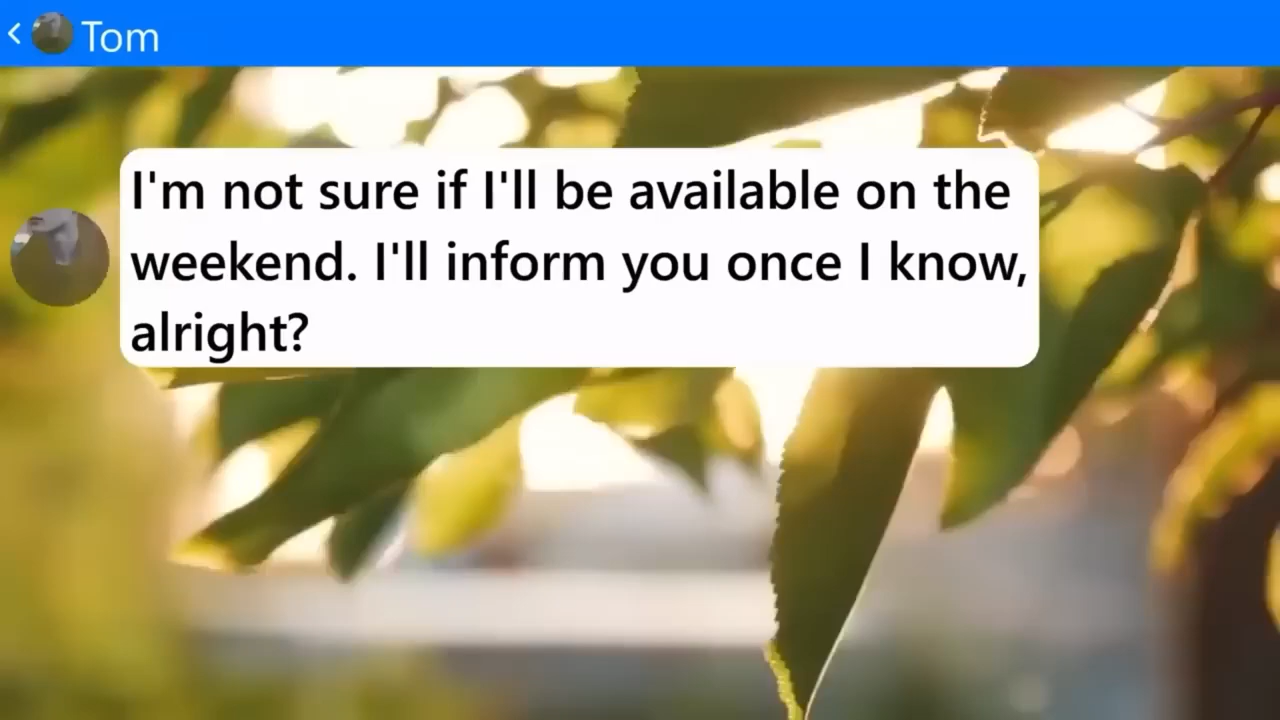 Tom
I'm not sure if I'll be available on the
weekend. I'll inform you once I know,
alright?